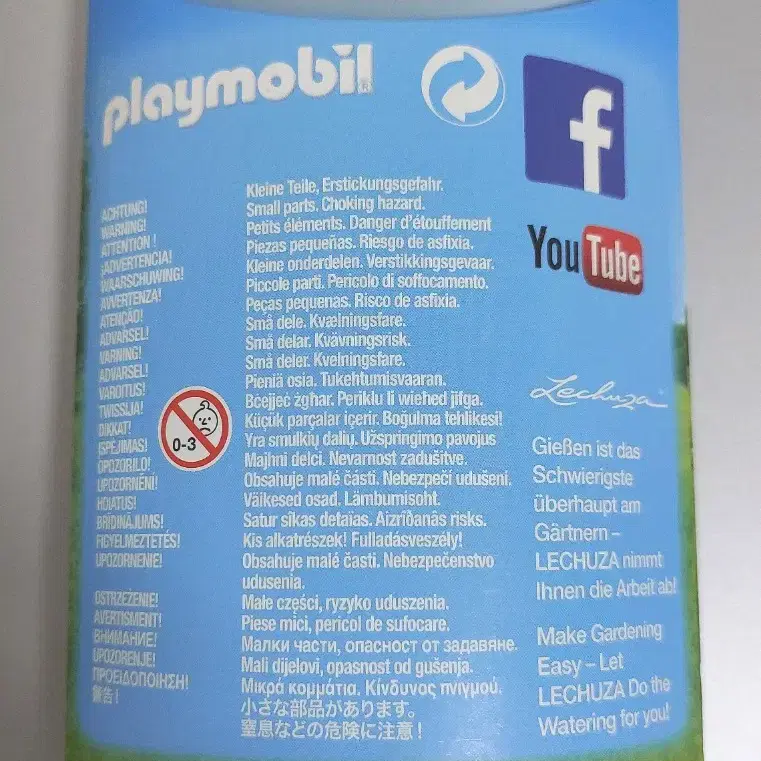 playmobil®
f
YouTube
ACHTUNG! Kleine Teile, Erstickungsgefahr.
WARNING! Small parts. Choking hazard.
ATTENTION ! Petits éléments. Danger d'étouffement
¡ADVERTENCIA! Piezas pequeñas. Riesgo de asfixia.
WAARSCHUWING! Kleine onderdelen. Verstikkingsgevaar.
AVVERTENZA! Piccole parti. Pericolo di soffocamento.
ATENÇÃO! Peças pequenas. Risco de asfixia.
ADVARSEL! Små dele. Kvælningsfare.
VARNING! Små delar. Kvävningsrisk.
ADVARSEL! Små deler. Kvelningsfare.
VAROITUS! Pieniä osia. Tukehtumisvaaran.
TWISSIJA! Bċejjeċ żgħar. Periklu li wieħed jifga.
DIKKAT! Küçük parçalar içerir. Boğulma tehlikesi!
ĮSPĖJIMAS! Yra smulkių dalių. Užspringimo pavojus
OPOZORILO! Majhni delci. Nevarnost zadušitve.
UPOZORNĚNÍ! Obsahuje malé části. Nebezpečí udušení.
HOIATUS! Väikesed osad. Lämbumisoht.
BRĪDINĀJUMS! Satur sīkas detaļas. Aizrīšanās risks.
FIGYELMEZTETÉS! Kis alkatrészek! Fulladásveszély!
UPOZORNENIE! Obsahuje malé časti. Nebezpečenstvo
udusenia.
OSTRZEŻENIE! Małe części, ryzyko uduszenia.
AVERTISMENT! Piese mici, pericol de sufocare.
ВНИМАНИЕ! Малки части, опасност от задавяне.
UPOZORENJE! Mali dijelovi, opasnost od gušenja.
ΠΡΟΕΙΔΟΠΟΙΗΣΗ! Μικρά κομμάτια. Κίνδυνος πνιγμού.
警告! 小さな部品があります。
窒息などの危険に注意!
0-3
Lechuza
Gießen ist das
Schwierigste
überhaupt am
Gärtnern –
LECHUZA nimmt
Ihnen die Arbeit ab!
Make Gardening
Easy – Let
LECHUZA Do the
Watering for you!